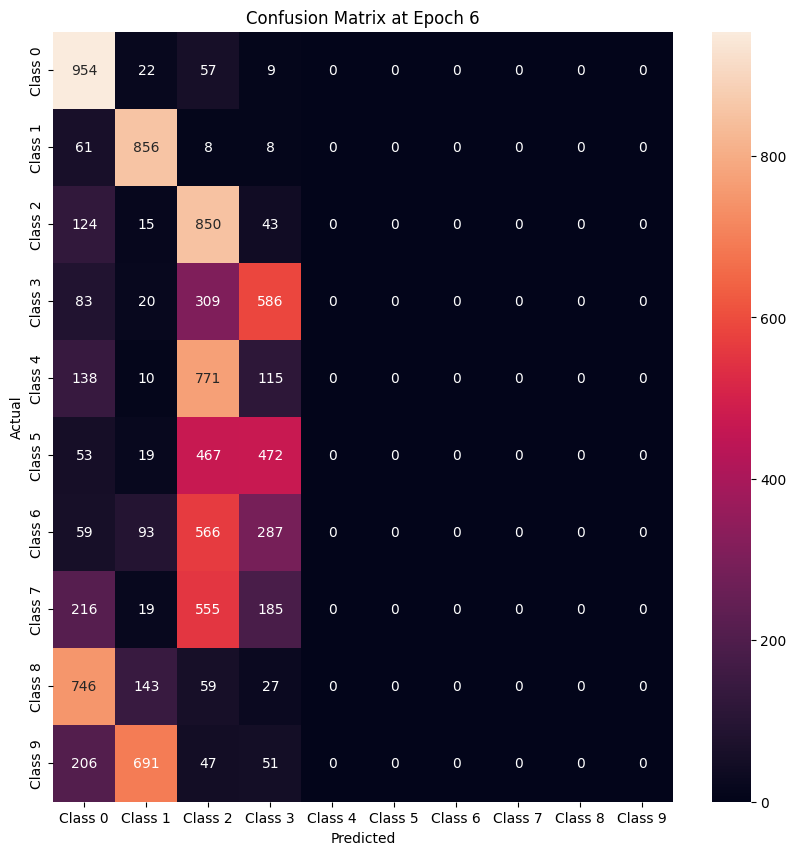 Confusion Matrix at Epoch 6
Class 0 954 22 57 9 0 0 0 0 0 0
Class 1 61 856 8 8 0 0 0 0 0 0
Class 2 124 15 850 43 0 0 0 0 0 0
Class 3 83 20 309 586 0 0 0 0 0 0
Class 4 138 10 771 115 0 0 0 0 0 0
Class 5 53 19 467 472 0 0 0 0 0 0
Class 6 59 93 566 287 0 0 0 0 0 0
Class 7 216 19 555 185 0 0 0 0 0 0
Class 8 746 143 59 27 0 0 0 0 0 0
Class 9 206 691 47 51 0 0 0 0 0 0
Class 0 Class 1 Class 2 Class 3 Class 4 Class 5 Class 6 Class 7 Class 8 Class 9
Predicted
Actual
800
600
400
200
0